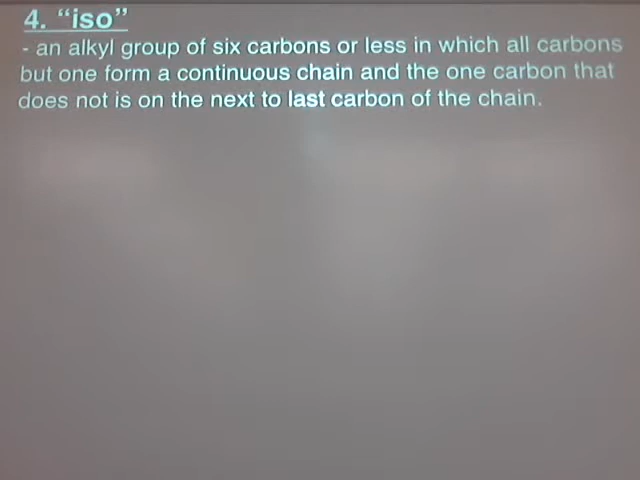 4. “iso”
- an alkyl group of six carbons or less in which all carbons
but one form a continuous chain and the one carbon that
does not is on the next to last carbon of the chain.